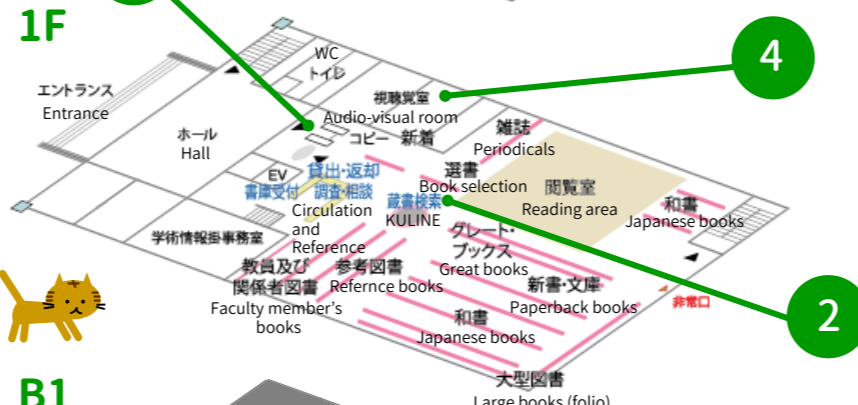 1F
WC
トイレ
4
エントランス
Entrance
視聴覚室
Audio-visual room
ホール
Hall
コピー
新着
雑誌
Periodicals
EV
貸出・返却
書庫受付
調査・相談
選書
Book selection
蔵書検索
KULINE
閲覧室
Reading area
和書
Japanese books
Circulation
and
Reference
学術情報掛事務室
グレート・
ブックス
Great books
教員及び
関係者図書
Faculty member's
books
参考図書
Refernce books
新書・文庫
Paperback books
非常口
2
和書
Japanese books
大型図書
Large books (folio)
B1